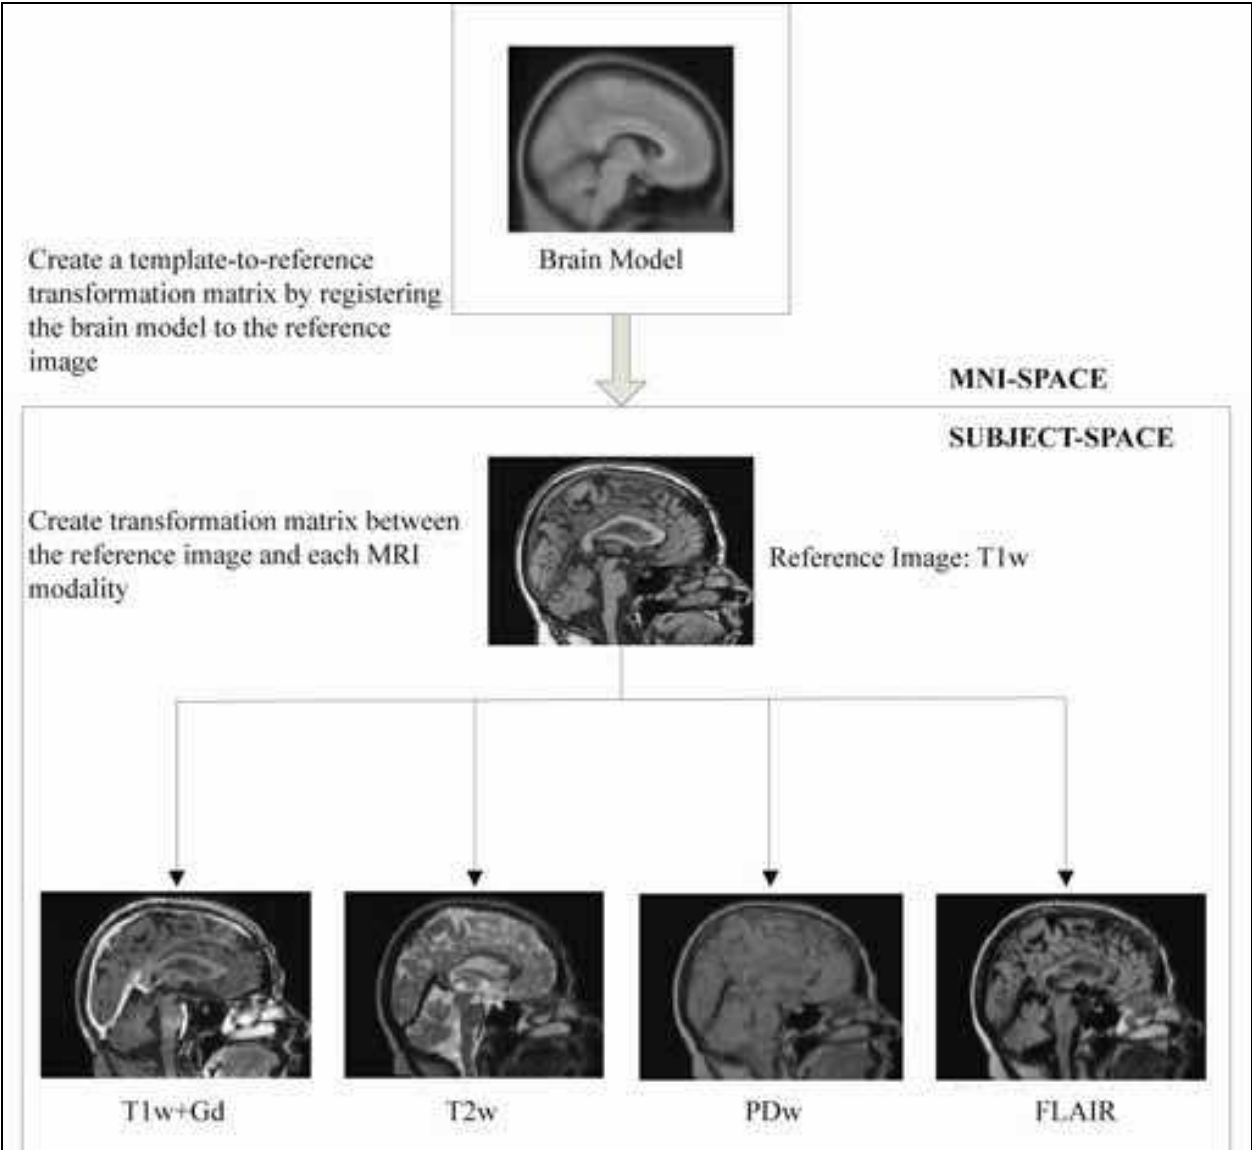 Brain Model
Create a template-to-reference
transformation matrix by registering
the brain model to the reference
image
MNI-SPACE
SUBJECT-SPACE
Create transformation matrix between
the reference image and each MRI
modality
Reference Image: T1w
T1w+Gd
T2w
PDw
FLAIR